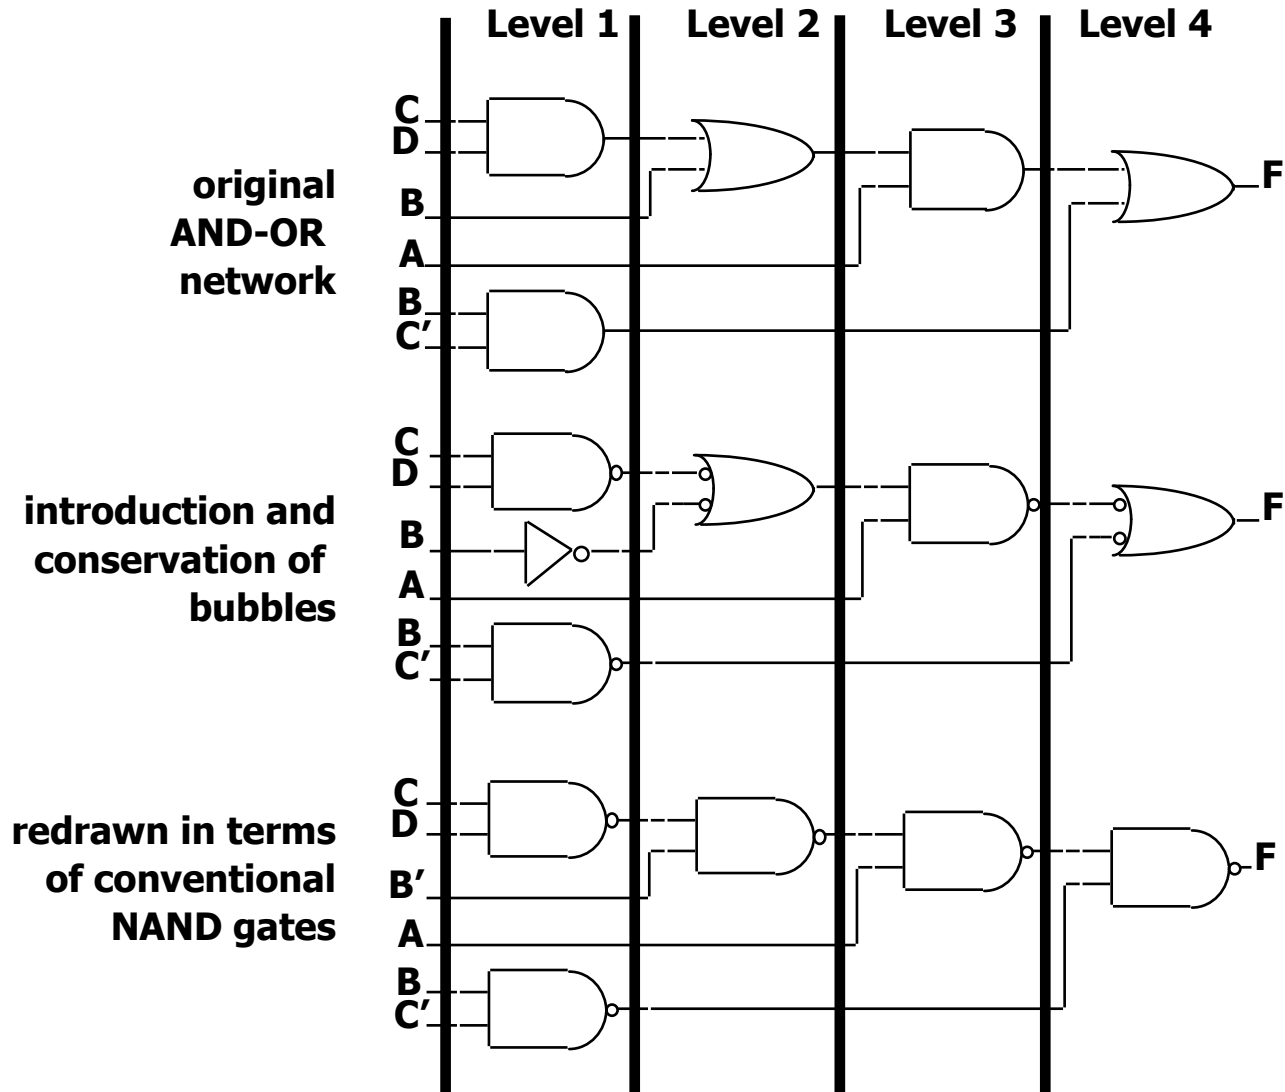 Level 1 Level 2 Level 3 Level 4
C
D
B
A
B
C′
original
AND-OR
network
F
C
D
B
A
B
C′
introduction and
conservation of
bubbles
F
C
D
B′
A
B
C′
redrawn in terms
of conventional
NAND gates
F